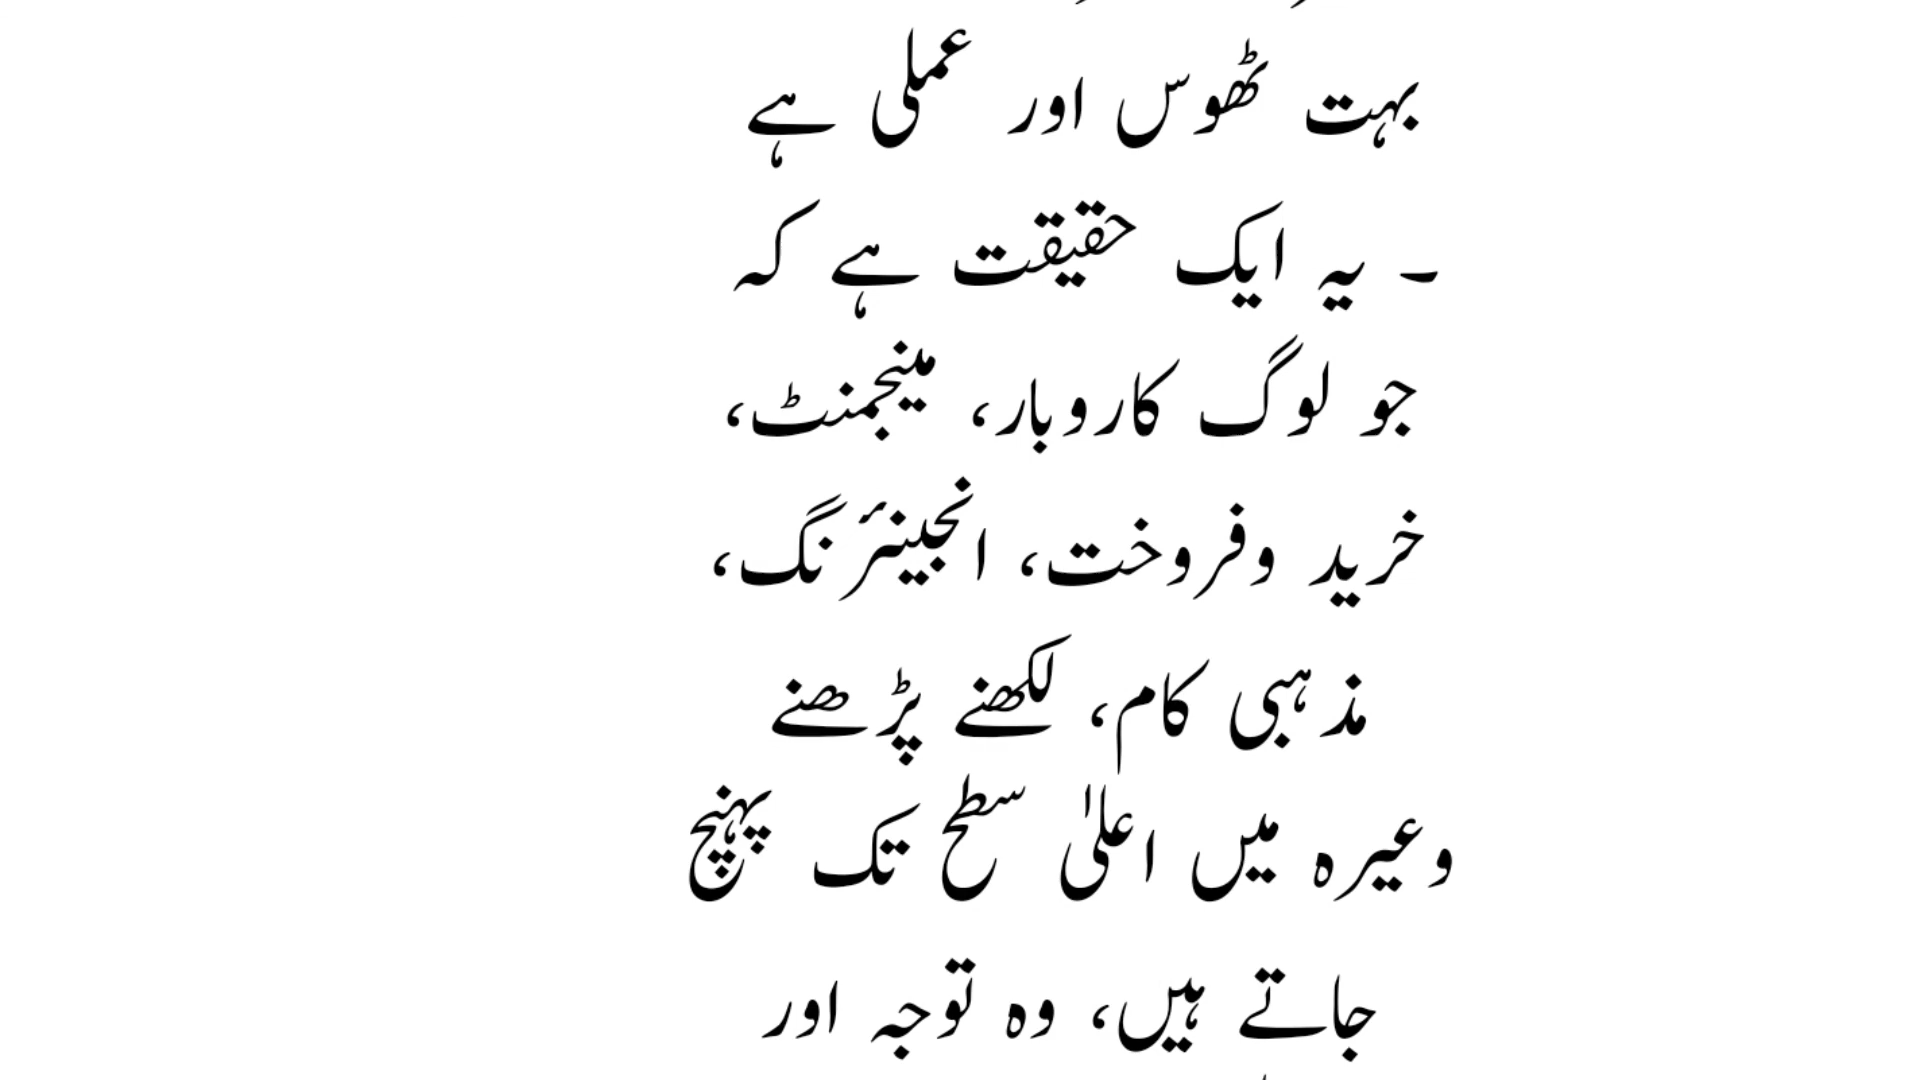 بہت ٹھوس اور عملی ہے
۔ یہ ایک حقیقت ہے کہ
جو لوگ کاروبار، مینجمنٹ،
خرید وفروخت، انجینئرنگ،
مذہبی کام، لکھنے پڑھنے
وعیرہ میں اعلیٰ سطح تک پہنچ
جاتے ہیں، وہ توجہ اور